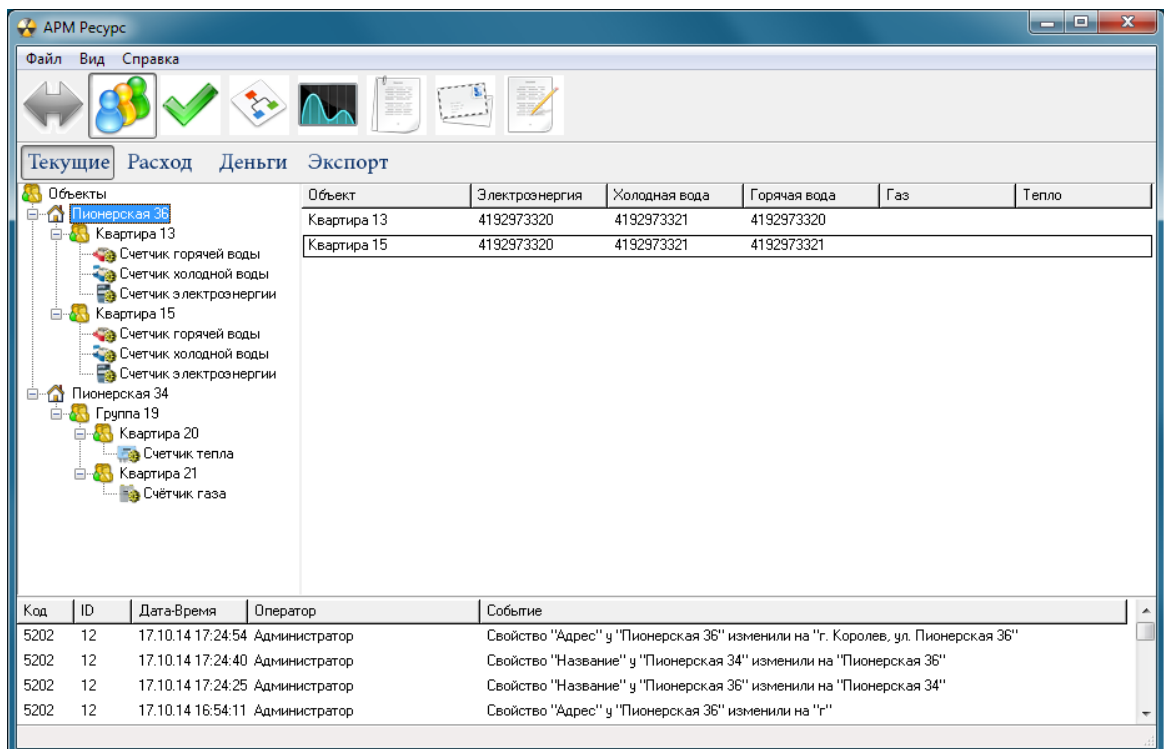 АРМ Ресурс
Файл Вид Справка
Текущие Расход Деньги Экспорт
Объекты
Пионерская 36
Квартира 13
Счетчик горячей воды
Счетчик холодной воды
Счетчик электроэнергии
Квартира 15
Счетчик горячей воды
Счетчик холодной воды
Счетчик электроэнергии
Пионерская 34
Группа 19
Квартира 20
Счетчик тепла
Квартира 21
Счётчик газа
Объект Электроэнергия Холодная вода Горячая вода Газ Тепло
Квартира 13 4192973320 4192973321 4192973320
Квартира 15 4192973320 4192973321 4192973321
Код ID Дата-Время Оператор Событие
5202 12 17.10.14 17:24:54 Администратор Свойство "Адрес" у "Пионерская 36" изменили на "г. Королев, ул. Пионерская 36"
5202 12 17.10.14 17:24:40 Администратор Свойство "Название" у "Пионерская 34" изменили на "Пионерская 36"
5202 12 17.10.14 17:24:25 Администратор Свойство "Название" у "Пионерская 36" изменили на "Пионерская 34"
5202 12 17.10.14 16:54:11 Администратор Свойство "Адрес" у "Пионерская 36" изменили на "г"